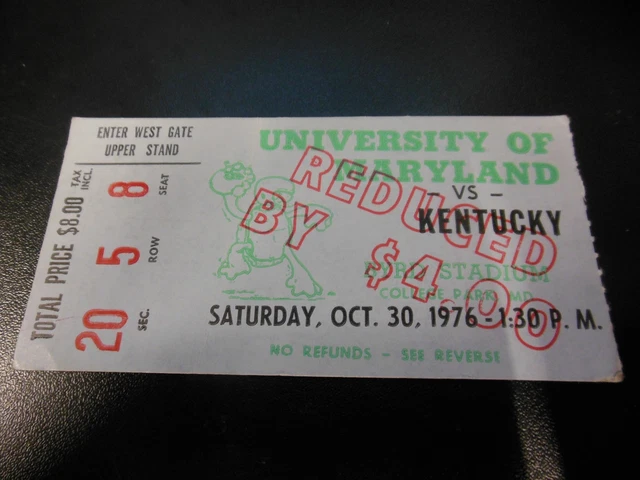 ENTER WEST GATE
UPPER STAND
TOTAL PRICE $8.00 TAX INCL.
8 SEAT
5 ROW
20 SEC.
UNIVERSITY OF
MARYLAND
- VS -
KENTUCKY
BYRD STADIUM
COLLEGE PARK, MD.
SATURDAY, OCT. 30, 1976 - 1:30 P. M.
NO REFUNDS - SEE REVERSE
REDUCED
BY $4.00